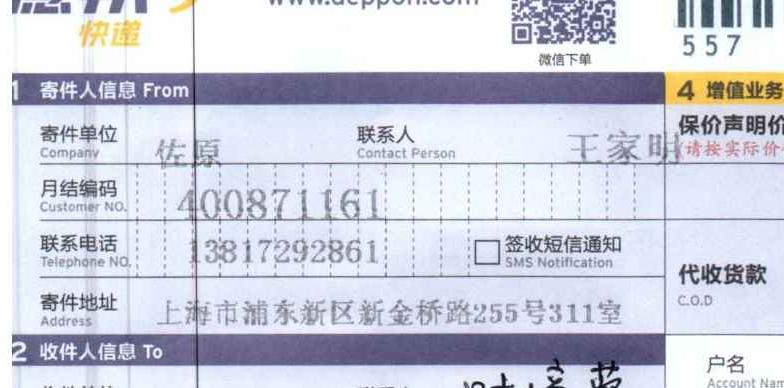 快递
www.deppon.com
微信下单
557
1 寄件人信息 From
4 增值业务
寄件单位 佐原 联系人 王家明
Company Contact Person
保价声明价
(请按实际价
月结编码 400871161
Customer NO.
联系电话 13817292861 签收短信通知
Telephone NO. SMS Notification
代收货款
C.O.D
寄件地址 上海市浦东新区新金桥路255号311室
Address
2 收件人信息 To
户名
Account Nam